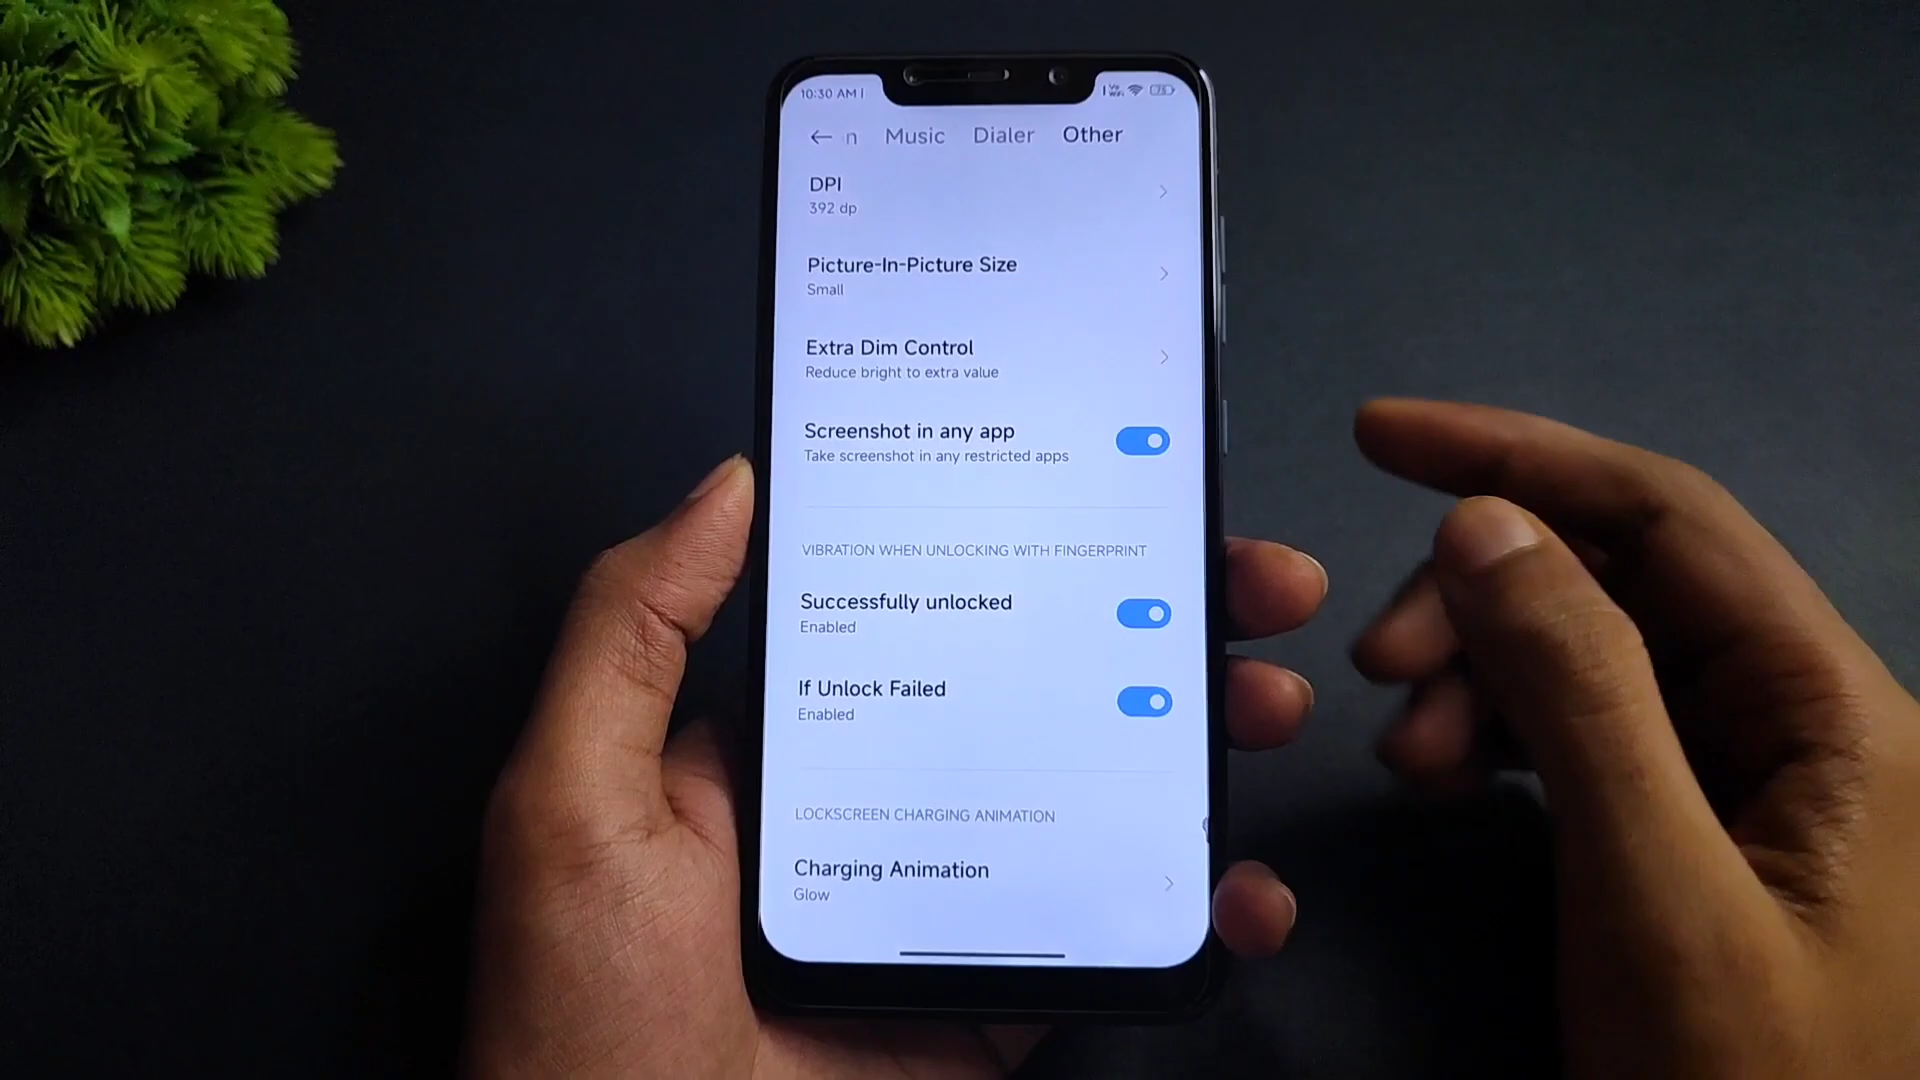 10:30 AM
75
n Music Dialer Other
DPI
392 dp
Picture-In-Picture Size
Small
Extra Dim Control
Reduce bright to extra value
Screenshot in any app
Take screenshot in any restricted apps
VIBRATION WHEN UNLOCKING WITH FINGERPRINT
Successfully unlocked
Enabled
If Unlock Failed
Enabled
LOCKSCREEN CHARGING ANIMATION
Charging Animation
Glow